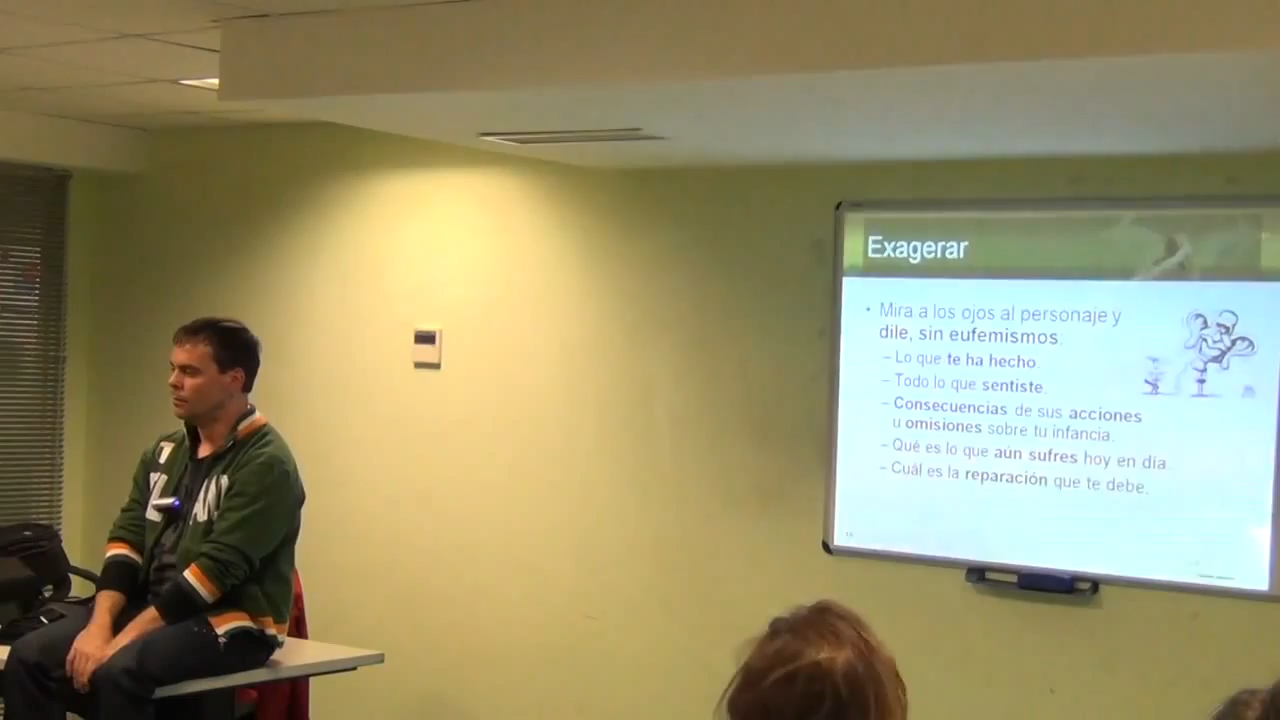 Exagerar
• Mira a los ojos al personaje y
dile, sin eufemismos:
– Lo que te ha hecho.
– Todo lo que sentiste.
– Consecuencias de sus acciones
u omisiones sobre tu infancia.
– Qué es lo que aún sufres hoy en día.
– Cuál es la reparación que te debe.